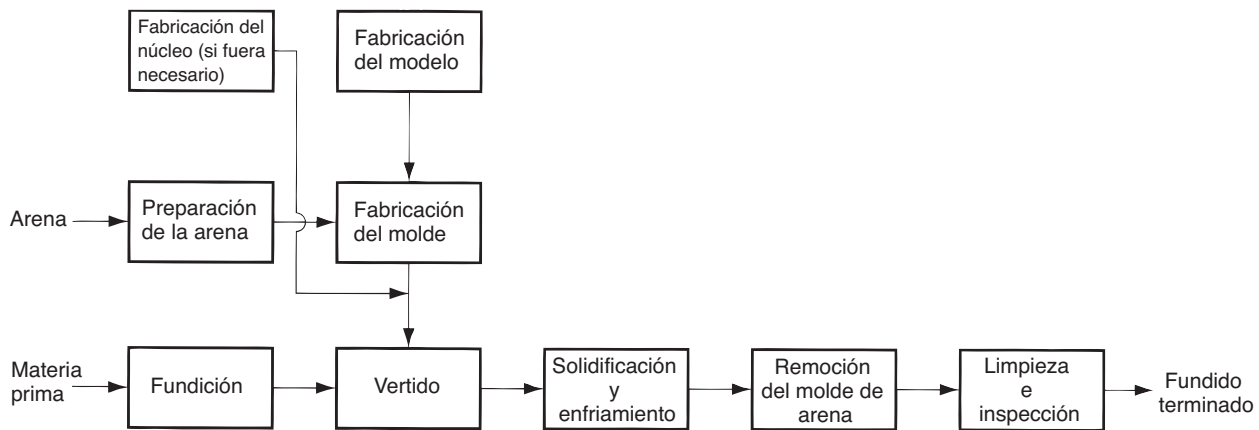 Fabricación del
núcleo (si fuera
necesario)
Fabricación
del modelo
Arena
Preparación
de la arena
Fabricación
del molde
Materia
prima
Fundición
Vertido
Solidificación
y
enfriamiento
Remoción
del molde de
arena
Limpieza
e
inspección
Fundido
terminado